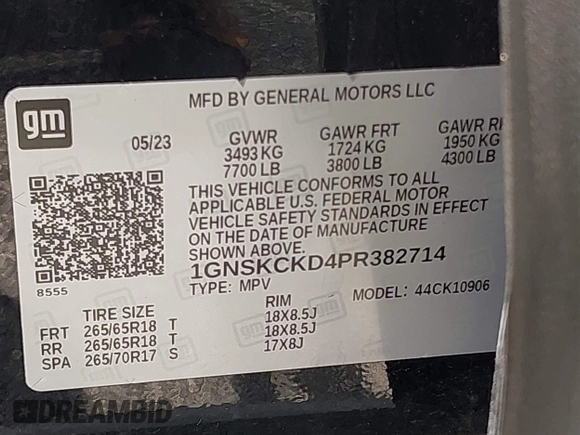 gm
MFD BY GENERAL MOTORS LLC
05/23 GVWR GAWR FRT GAWR
3493 KG 1724 KG 1950 KG
7700 LB 3800 LB 4300 LB
THIS VEHICLE CONFORMS TO ALL
APPLICABLE U.S. FEDERAL MOTOR
VEHICLE SAFETY STANDARDS IN EFFECT
ON THE DATE OF MANUFACTURE
SHOWN ABOVE.
1GNSKCKD4PR382714
8555
TYPE: MPV MODEL: 44CK10906
TIRE SIZE RIM
FRT 265/65R18 T 18X8.5J
RR 265/65R18 T 18X8.5J
SPA 265/70R17 S 17X8J
DREAMBID